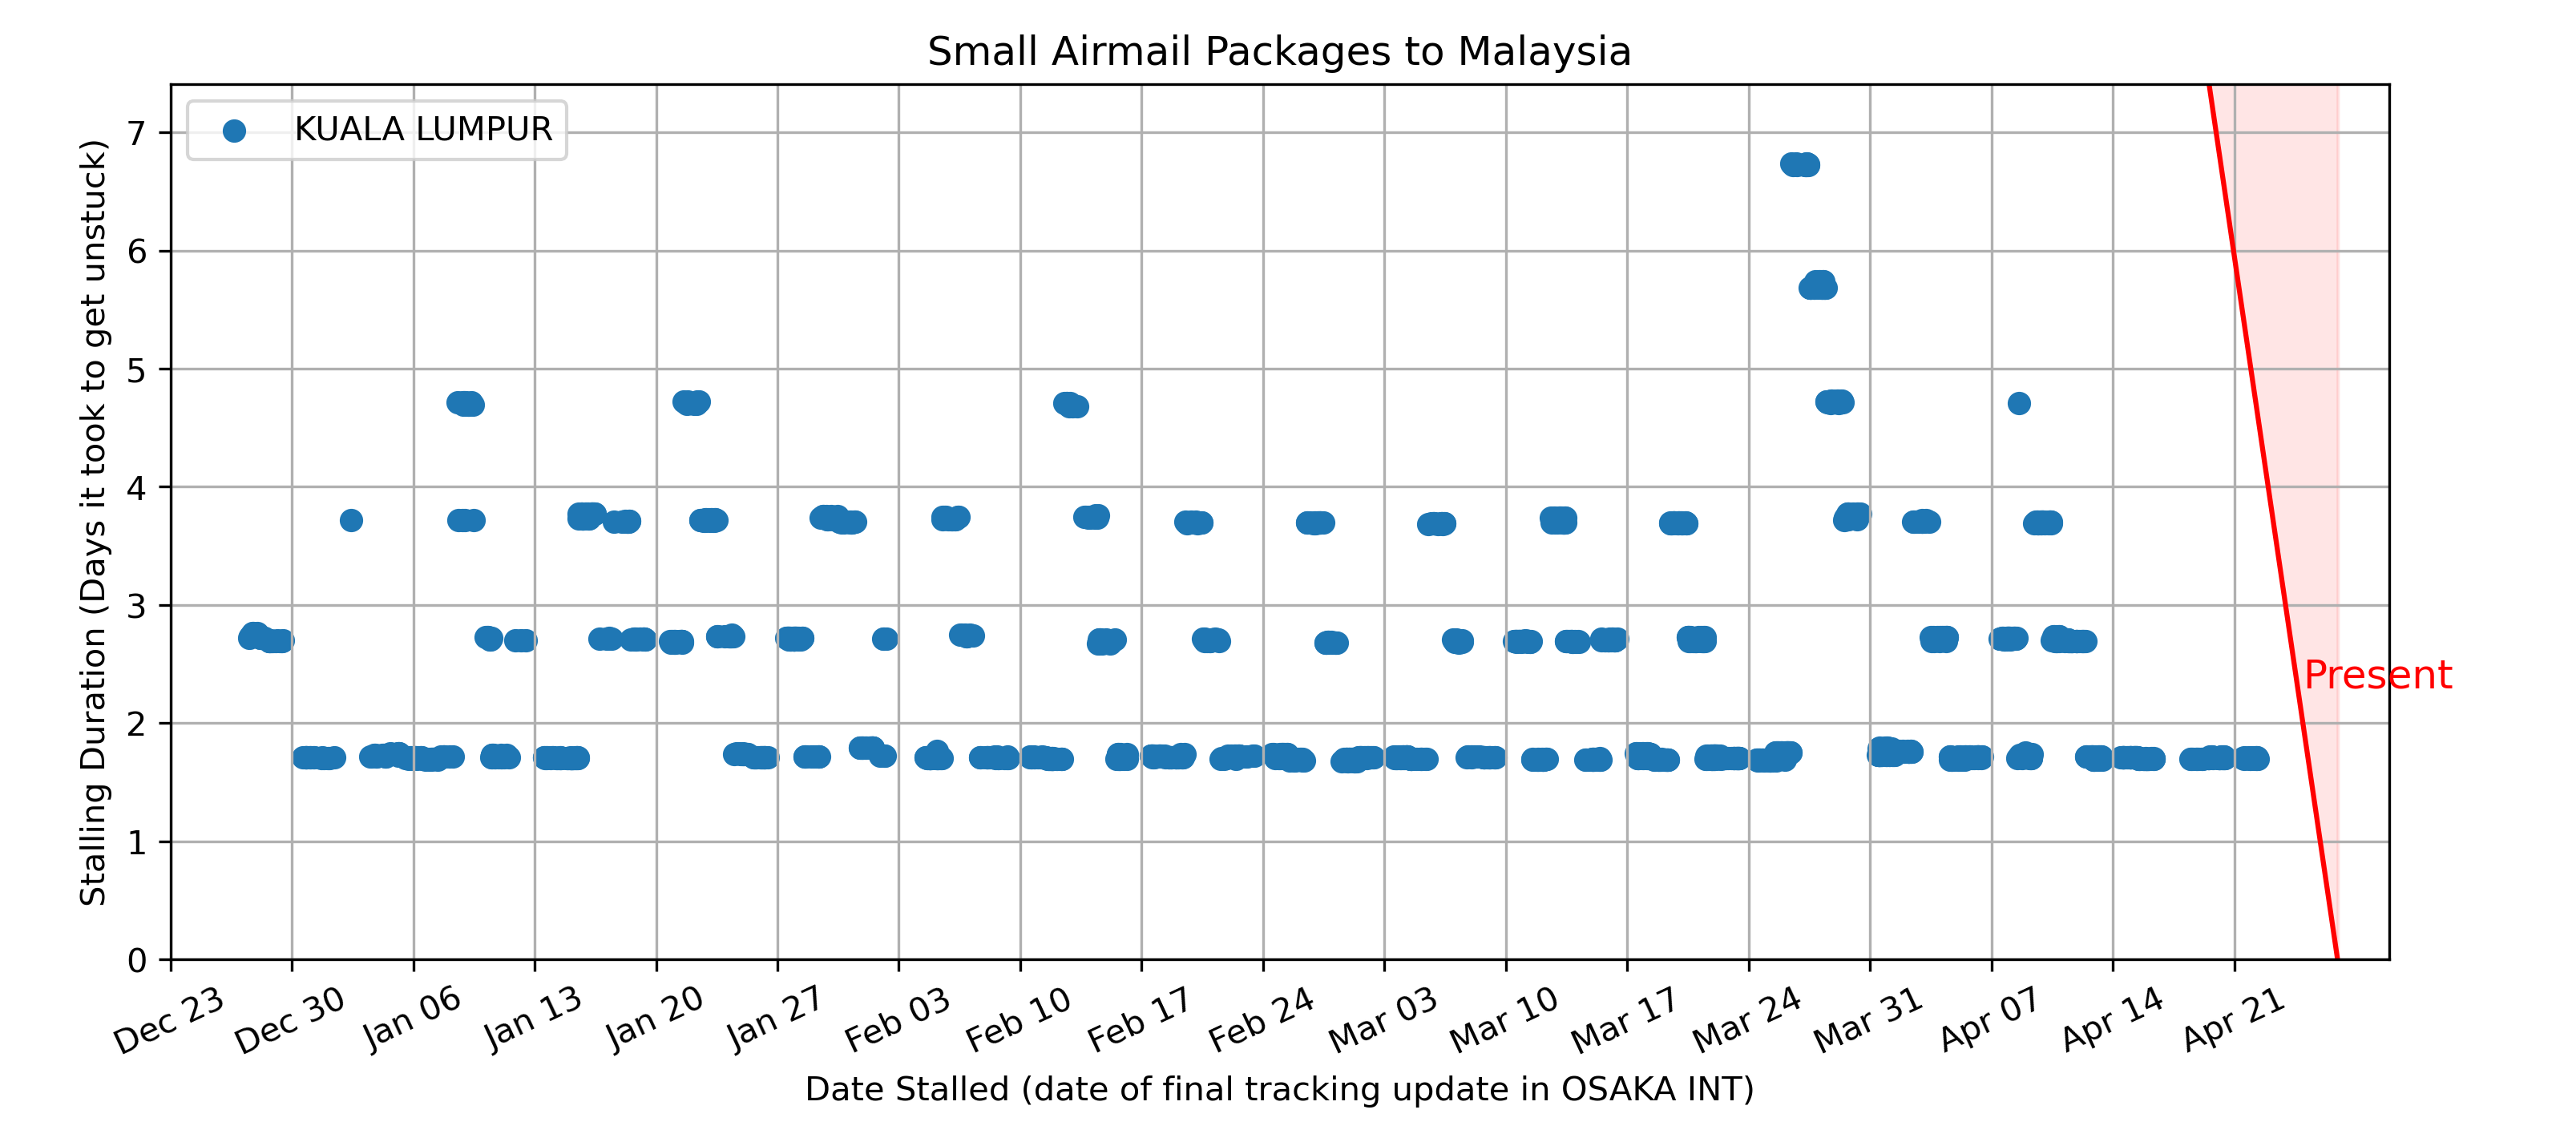 Small Airmail Packages to Malaysia
KUALA LUMPUR
Stalling Duration (Days it took to get unstuck)
7
6
5
4
3
2
1
0
Present
Dec 23
Dec 30
Jan 06
Jan 13
Jan 20
Jan 27
Feb 03
Feb 10
Feb 17
Feb 24
Mar 03
Mar 10
Mar 17
Mar 24
Mar 31
Apr 07
Apr 14
Apr 21
Date Stalled (date of final tracking update in OSAKA INT)